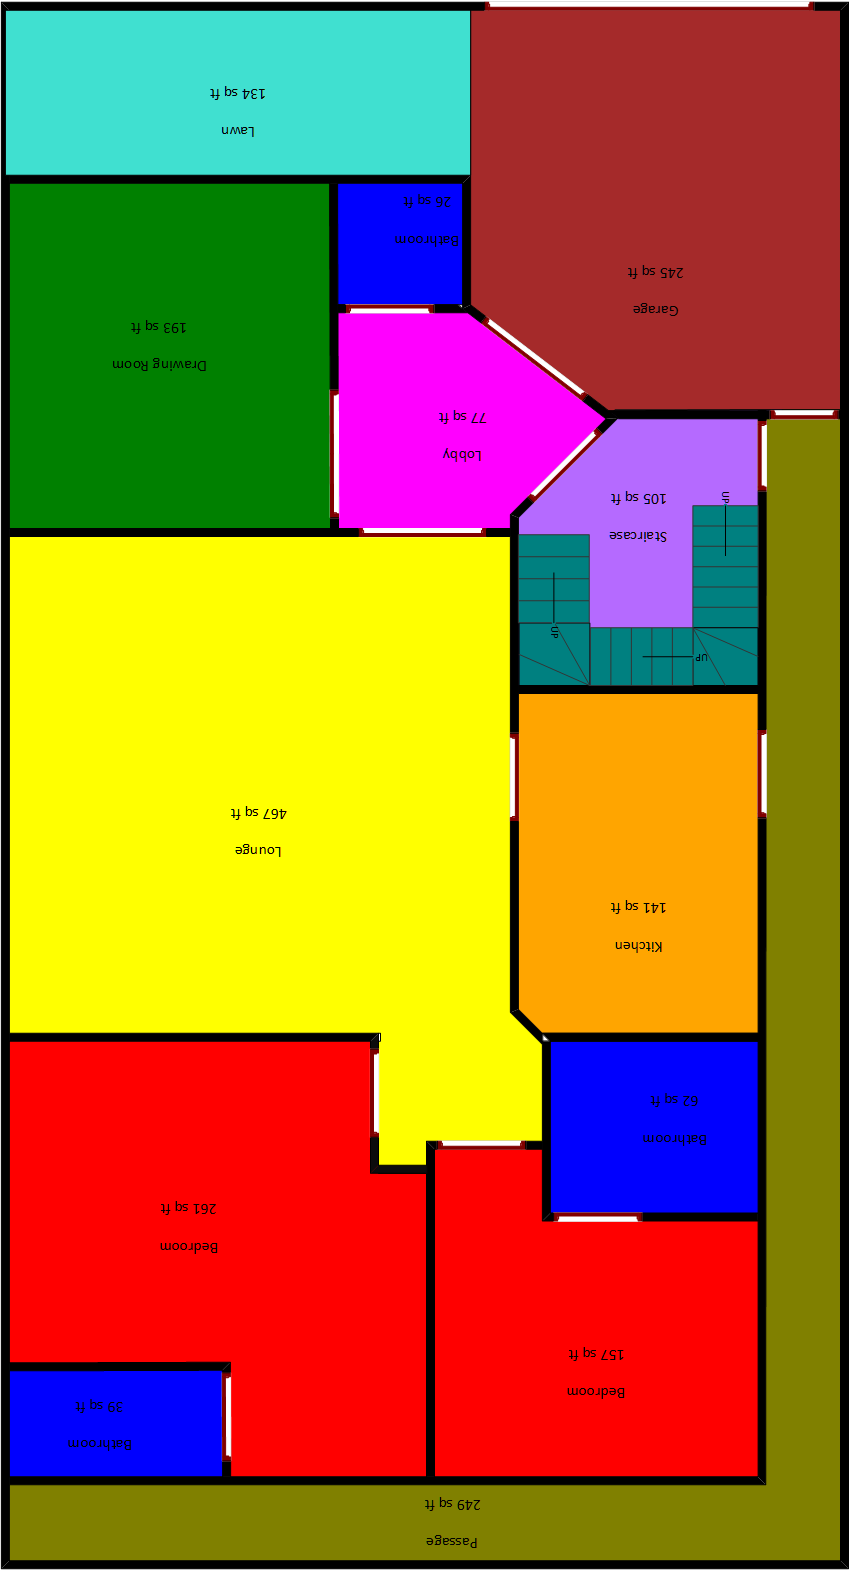 Passage
249 sq ft
Bathroom
39 sq ft
Bedroom
157 sq ft
Bedroom
261 sq ft
Bathroom
62 sq ft
Kitchen
141 sq ft
Lounge
467 sq ft
UP
UP
Staircase
105 sq ft
UP
Lobby
77 sq ft
Drawing Room
193 sq ft
Garage
245 sq ft
Bathroom
26 sq ft
Lawn
134 sq ft